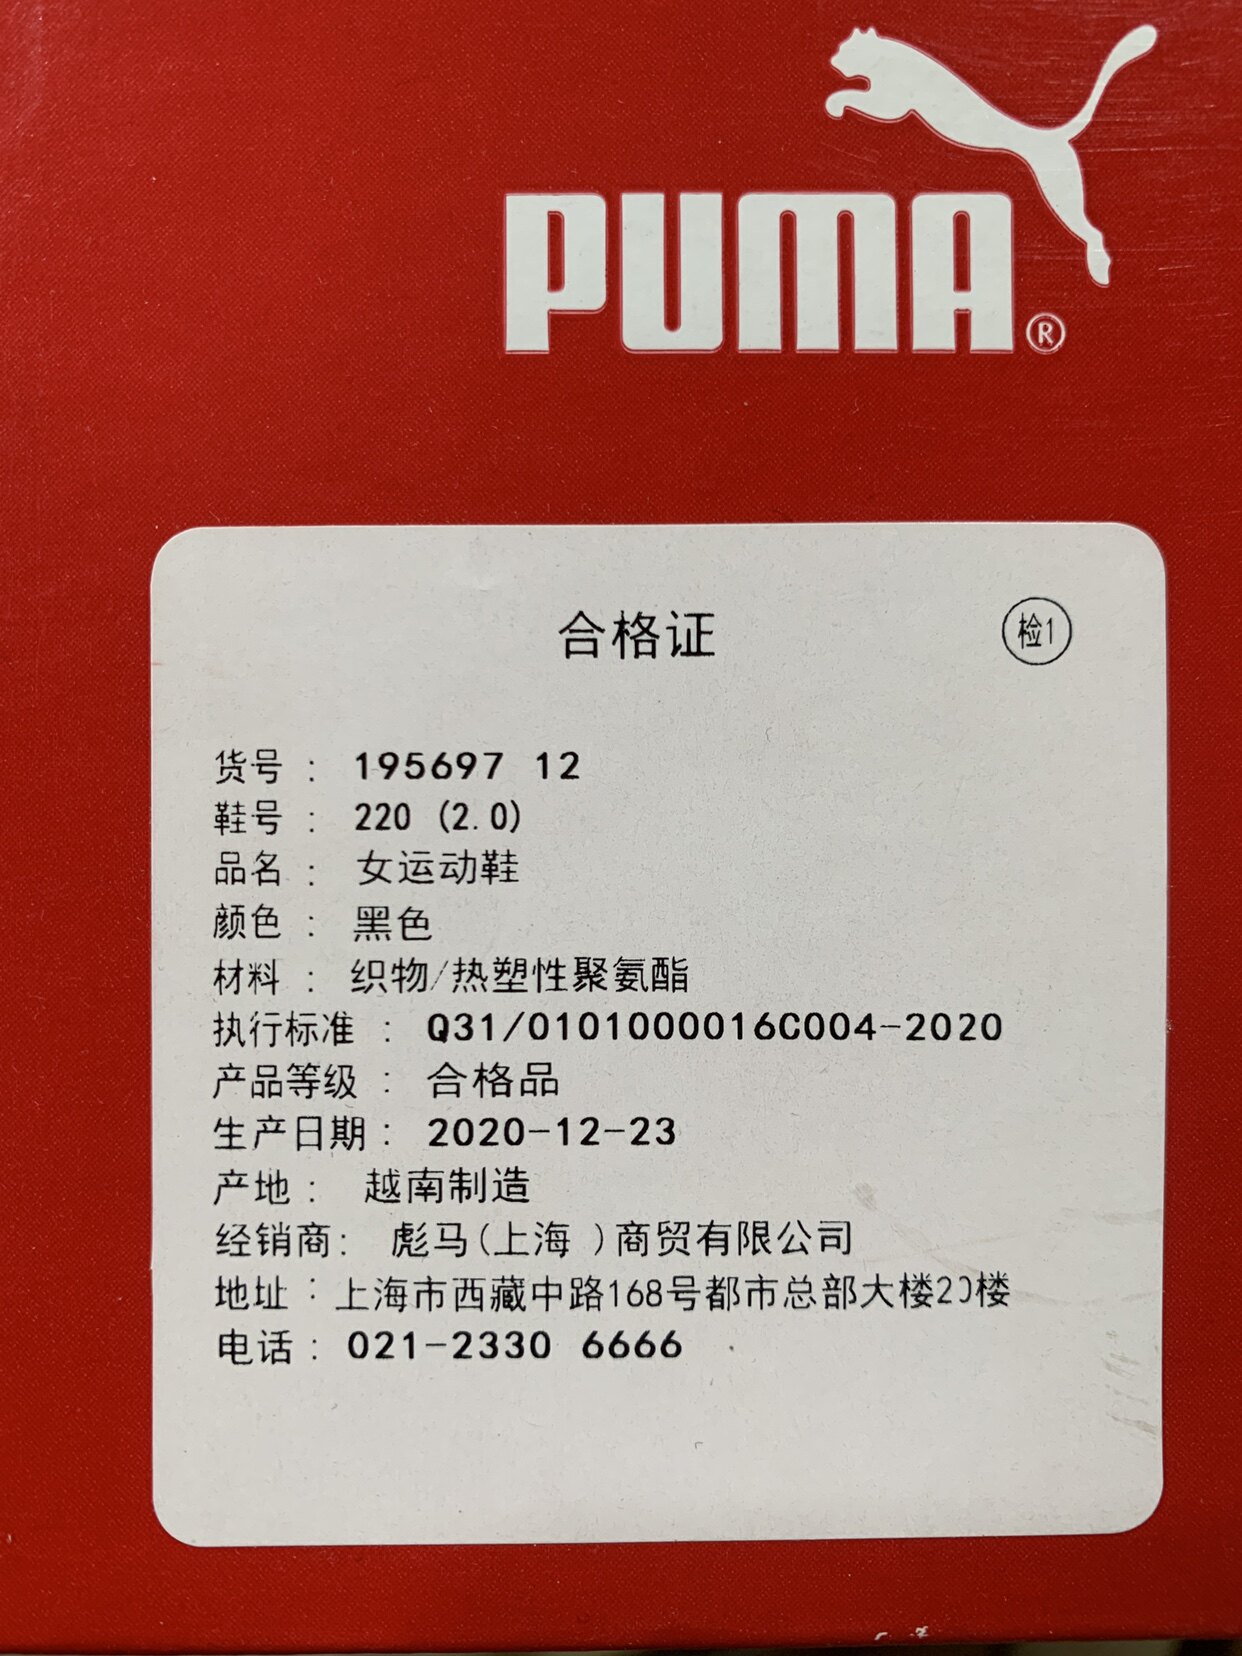 PUMA®
合格证 检1
货号 : 195697 12
鞋号 : 220 (2.0)
品名 : 女运动鞋
颜色 : 黑色
材料 : 织物/热塑性聚氨酯
执行标准 : Q31/0101000016C004-2020
产品等级 : 合格品
生产日期 : 2020-12-23
产地 : 越南制造
经销商: 彪马(上海 )商贸有限公司
地址 : 上海市西藏中路168号都市总部大楼20楼
电话 : 021-2330 6666